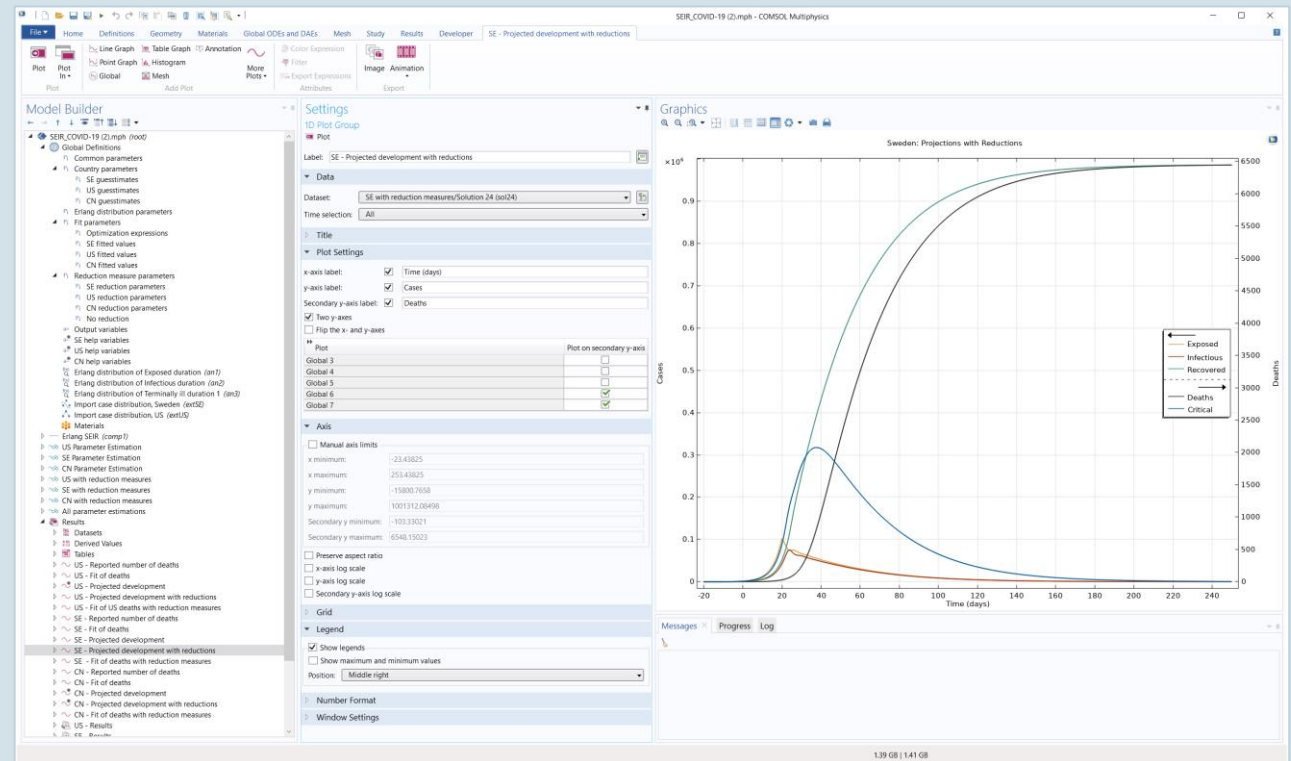 SEIR_COVID-19 (2).mph - COMSOL Multiphysics
File Home Definitions Geometry Materials Global ODEs and DAEs Mesh Study Results Developer SE - Projected development with reductions
Plot
Plot In
Line Graph Table Graph Annotation
Point Graph Histogram
Global Mesh
More Plots
Color Expression
Filter
Export Expressions
Image Animation
Plot Add Plot Attributes Export
Model Builder
SEIR_COVID-19 (2).mph (root)
Global Definitions
Common parameters
Country parameters
SE guesstimates
US guesstimates
CN guesstimates
Erlang distribution parameters
Fit parameters
Optimization expressions
SE fitted values
US fitted values
CN fitted values
Reduction measure parameters
SE reduction parameters
US reduction parameters
CN reduction parameters
No reduction
Output variables
SE help variables
US help variables
CN help variables
Erlang distribution of Exposed duration (an1)
Erlang distribution of Infectious duration (an2)
Erlang distribution of Terminally ill duration 1 (an3)
Import case distribution, Sweden (extSE)
Import case distribution, US (extUS)
Materials
Erlang SEIR (comp1)
US Parameter Estimation
SE Parameter Estimation
CN Parameter Estimation
US with reduction measures
SE with reduction measures
CN with reduction measures
All parameter estimations
Results
Datasets
Derived Values
Tables
US - Reported number of deaths
US - Fit of deaths
US - Projected development
US - Projected development with reductions
US - Fit of US deaths with reduction measures
SE - Reported number of deaths
SE - Fit of deaths
SE - Projected development
SE - Projected development with reductions
SE - Fit of deaths with reduction measures
CN - Reported number of deaths
CN - Fit of deaths
CN - Projected development
CN - Projected development with reductions
CN - Fit of deaths with reduction measures
US - Results
Settings
1D Plot Group
Plot
Label: SE - Projected development with reductions
Data
Dataset: SE with reduction measures/Solution 24 (sol24)
Time selection: All
Title
Plot Settings
x-axis label: Time (days)
y-axis label: Cases
Secondary y-axis label: Deaths
Two y-axes
Flip the x- and y-axes
Plot Plot on secondary y-axis
Global 3
Global 4
Global 5
Global 6
Global 7
Axis
Manual axis limits
x minimum: -23.43825
x maximum: 253.43825
y minimum: -15800.7658
y maximum: 1001312.08498
Secondary y minimum: -103.33021
Secondary y maximum: 6548.15023
Preserve aspect ratio
x-axis log scale
y-axis log scale
Secondary y-axis log scale
Grid
Legend
Show legends
Show maximum and minimum values
Position: Middle right
Number Format
Window Settings
Graphics
Sweden: Projections with Reductions
×10⁶
0.9
0.8
0.7
0.6
0.5
0.4
0.3
0.2
0.1
0
Cases
6500
6000
5500
5000
4500
4000
3500
3000
2500
2000
1500
1000
500
0
Deaths
Exposed
Infectious
Recovered
Deaths
Critical
-20 0 20 40 60 80 100 120 140 160 180 200 220 240
Time (days)
Messages Progress Log
1.39 GB | 1.41 GB